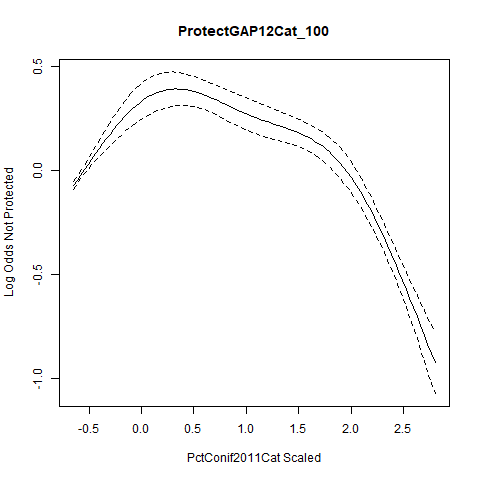 ProtectGAP12Cat_100
Log Odds Not Protected
0.5
0.0
-0.5
-1.0
-0.5 0.0 0.5 1.0 1.5 2.0 2.5
PctConif2011Cat Scaled